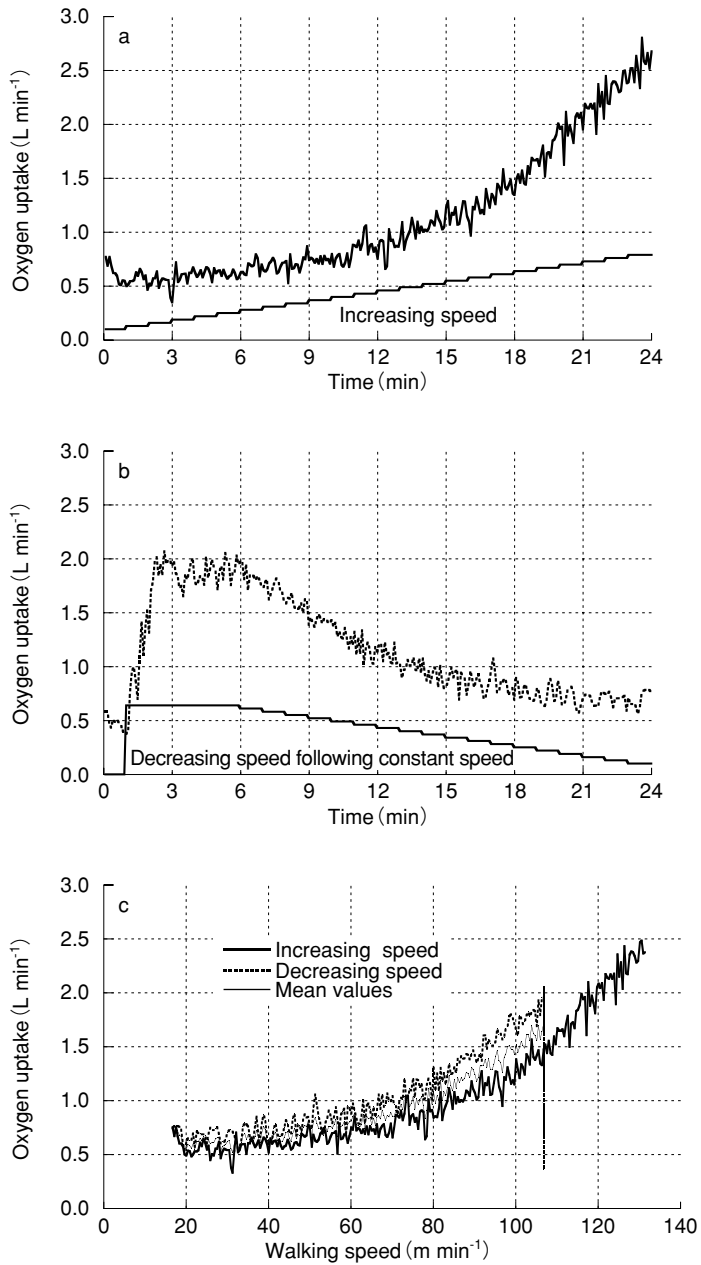 a
Oxygen uptake (L min-1)
3.0
2.5
2.0
1.5
1.0
0.5
0.0
Increasing speed
0 3 6 9 12 15 18 21 24
Time (min)
b
Oxygen uptake (L min-1)
3.0
2.5
2.0
1.5
1.0
0.5
0.0
Decreasing speed following constant speed
0 3 6 9 12 15 18 21 24
Time (min)
c
Oxygen uptake (L min-1)
3.0
2.5
2.0
1.5
1.0
0.5
0.0
Increasing speed
Decreasing speed
Mean values
0 20 40 60 80 100 120 140
Walking speed (m min-1)